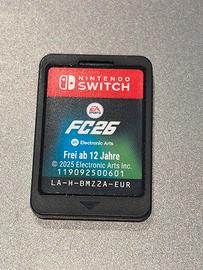 NINTENDO
SWITCH
EA
SPORTS
FC26
EA Electronic Arts
Frei ab 12 Jahre
© 2025 Electronic Arts Inc.
119092500601
LA-H-BMZ2A-EUR